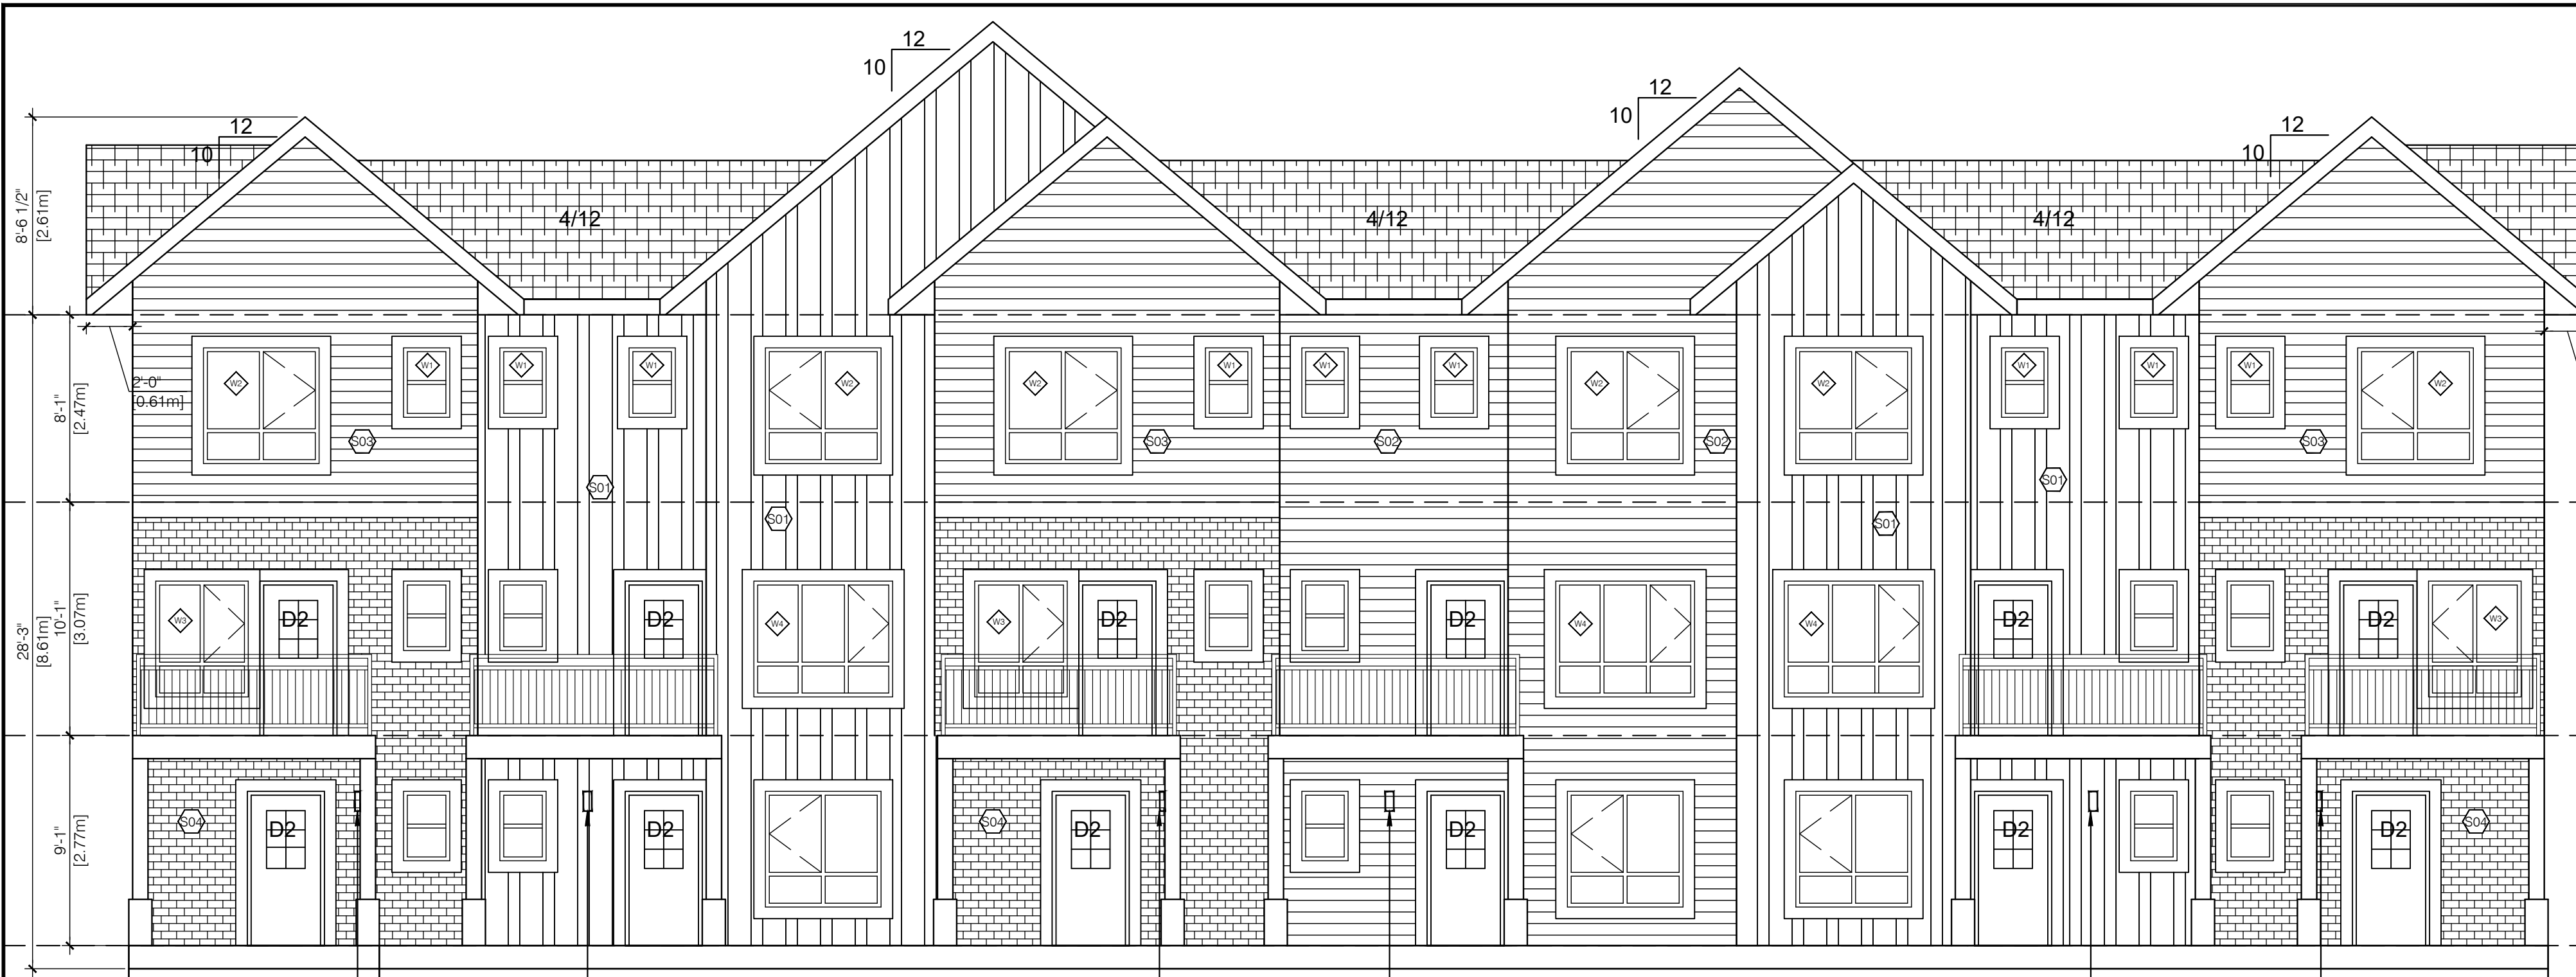 12
10
12
10
12
10
12
10
4/12
4/12
4/12
8'-6 1/2"
[2.61m]
2'-0"
[0.61m]
8'-1"
[2.47m]
28'-3"
[8.61m]
10'-1"
[3.07m]
9'-1"
[2.77m]
W2
W1
W1
W1
W2
W2
W1
W1
W1
W2
W2
W1
W1
W1
W2
S03
S03
S02
S02
S03
S01
S01
S01
S01
W3
D2
D2
W4
W3
D2
D2
W4
W4
D2
D2
W3
S04
D2
D2
S04
D2
D2
D2
D2
S04